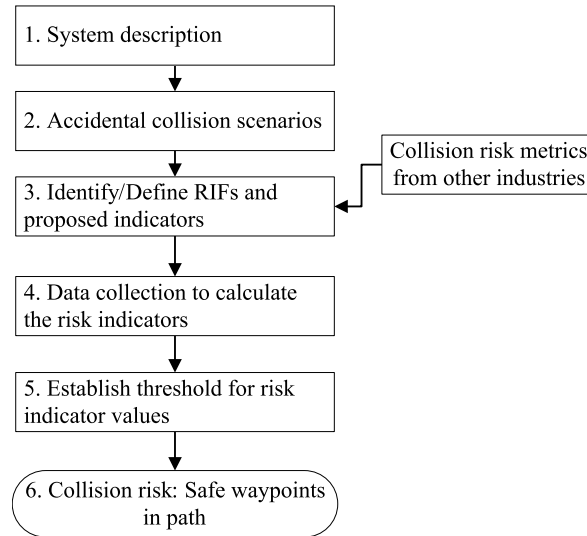 1. System description
2. Accidental collision scenarios
Collision risk metrics
from other industries
3. Identify/Define RIFs and
proposed indicators
4. Data collection to calculate
the risk indicators
5. Establish threshold for risk
indicator values
6. Collision risk: Safe waypoints
in path